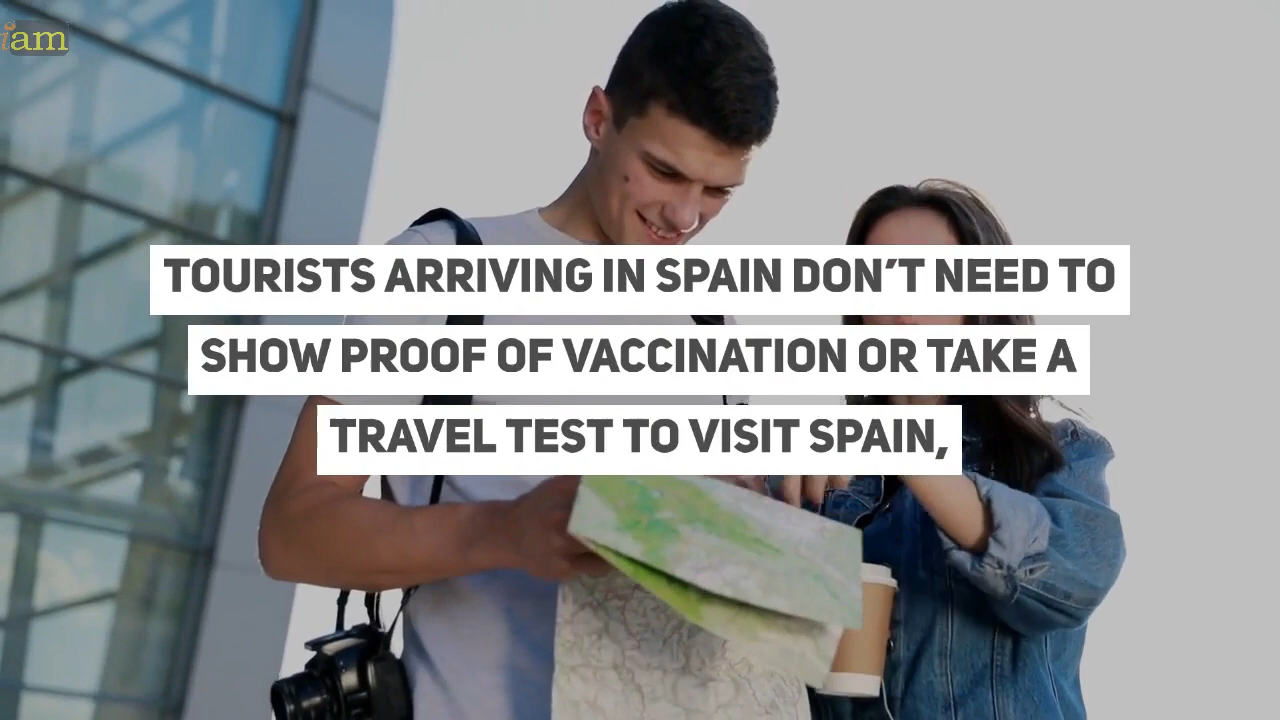 iam
TOURISTS ARRIVING IN SPAIN DON'T NEED TO
SHOW PROOF OF VACCINATION OR TAKE A
TRAVEL TEST TO VISIT SPAIN,